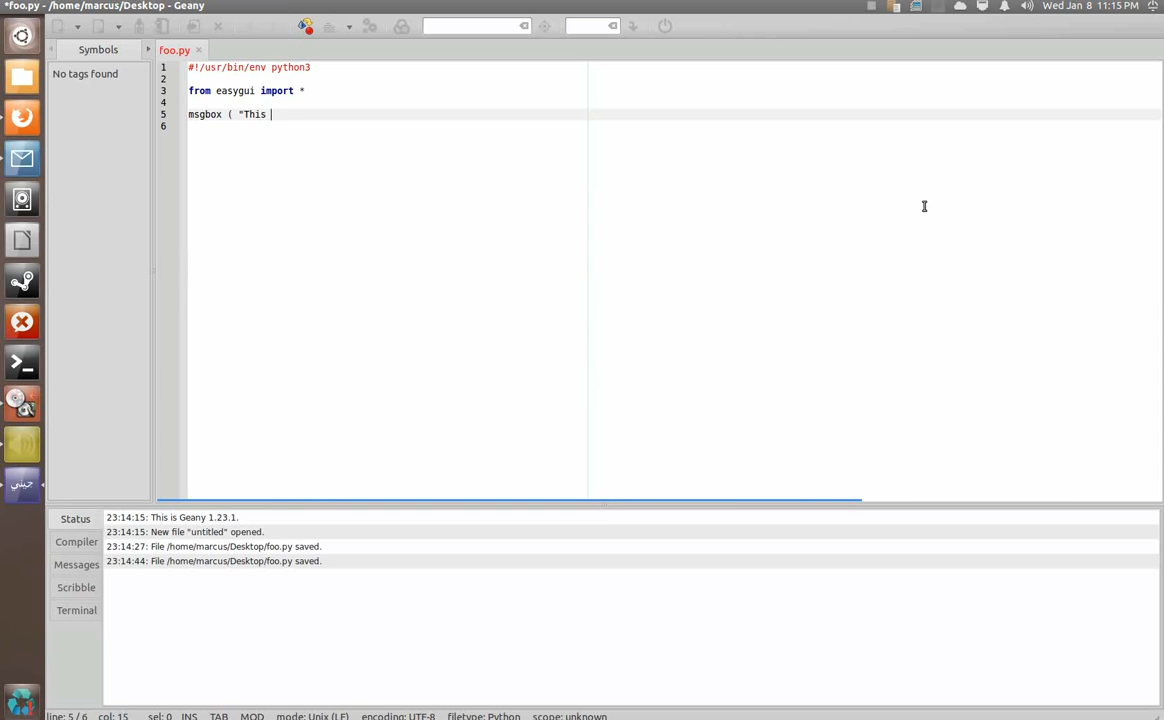 *foo.py - /home/marcus/Desktop - Geany
Wed Jan 8 11:15 PM
Symbols
foo.py
No tags found
1 #!/usr/bin/env python3
2
3 from easygui import *
4
5 msgbox ( "This
6
جيني
Status
Compiler
Messages
Scribble
Terminal
23:14:15: This is Geany 1.23.1.
23:14:15: New file "untitled" opened.
23:14:27: File /home/marcus/Desktop/foo.py saved.
23:14:44: File /home/marcus/Desktop/foo.py saved.
line: 5 / 6 col: 15 sel: 0 INS TAB MOD mode: Unix (LF) encoding: UTF-8 filetype: Python scope: unknown